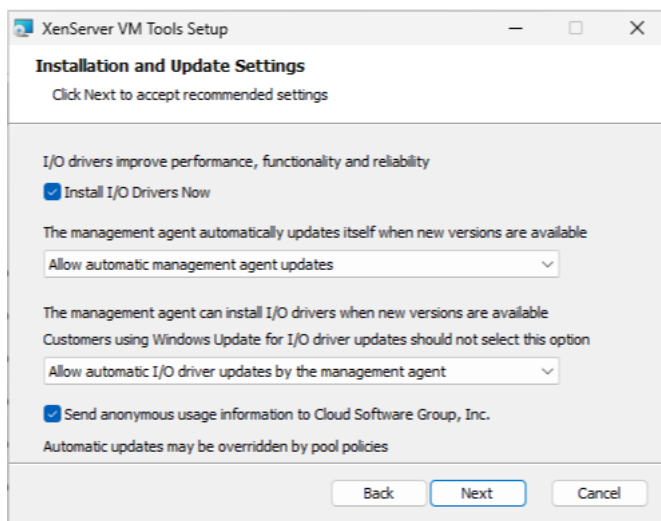 XenServer VM Tools Setup
Installation and Update Settings
Click Next to accept recommended settings
I/O drivers improve performance, functionality and reliability
Install I/O Drivers Now
The management agent automatically updates itself when new versions are available
Allow automatic management agent updates
The management agent can install I/O drivers when new versions are available
Customers using Windows Update for I/O driver updates should not select this option
Allow automatic I/O driver updates by the management agent
Send anonymous usage information to Cloud Software Group, Inc.
Automatic updates may be overridden by pool policies
Back Next Cancel